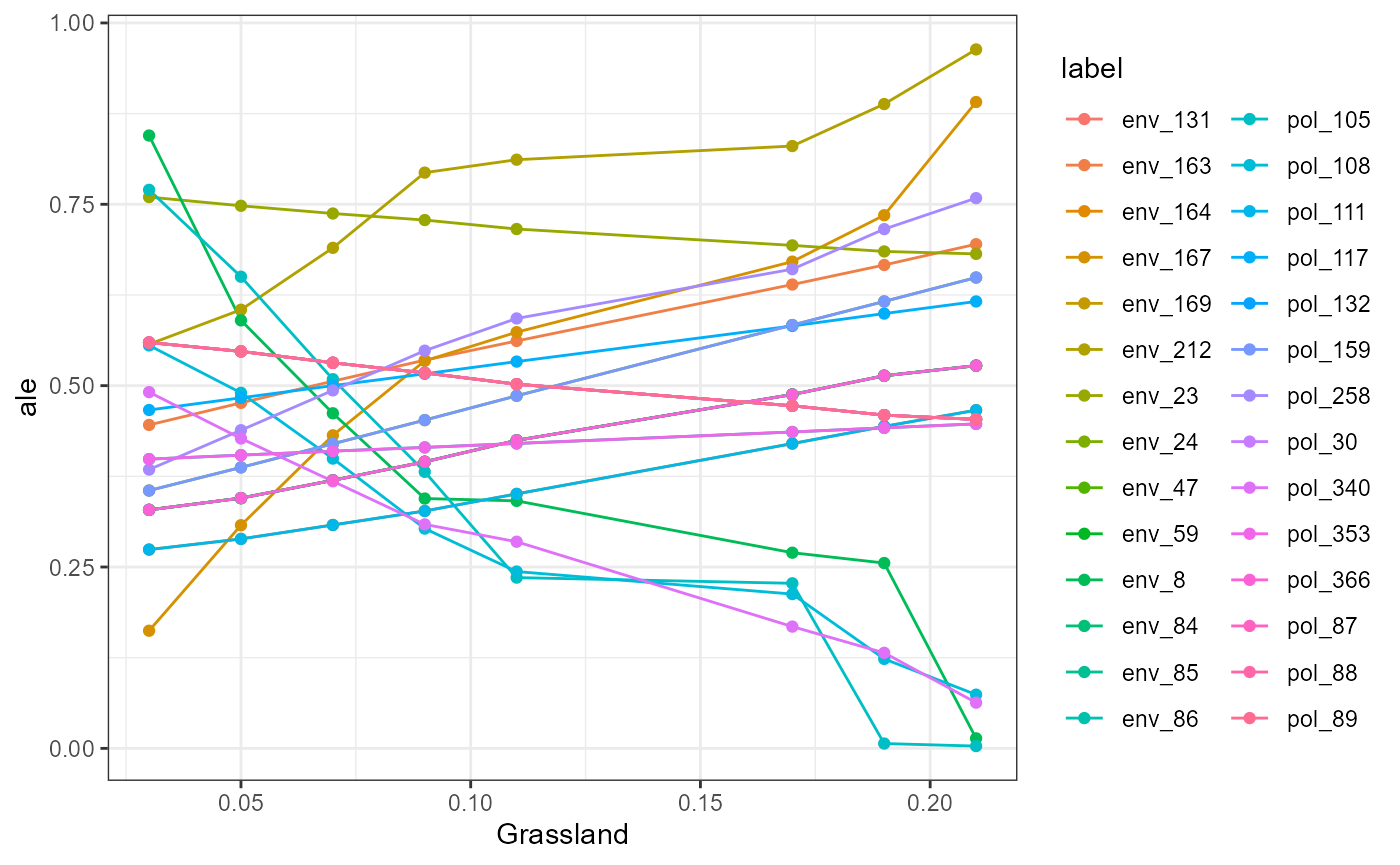 1.00
0.75
0.50
0.25
0.00
ale
0.05 0.10 0.15 0.20
Grassland
label
env_131 pol_105
env_163 pol_108
env_164 pol_111
env_167 pol_117
env_169 pol_132
env_212 pol_159
env_23 pol_258
env_24 pol_30
env_47 pol_340
env_59 pol_353
env_8 pol_366
env_84 pol_87
env_85 pol_88
env_86 pol_89